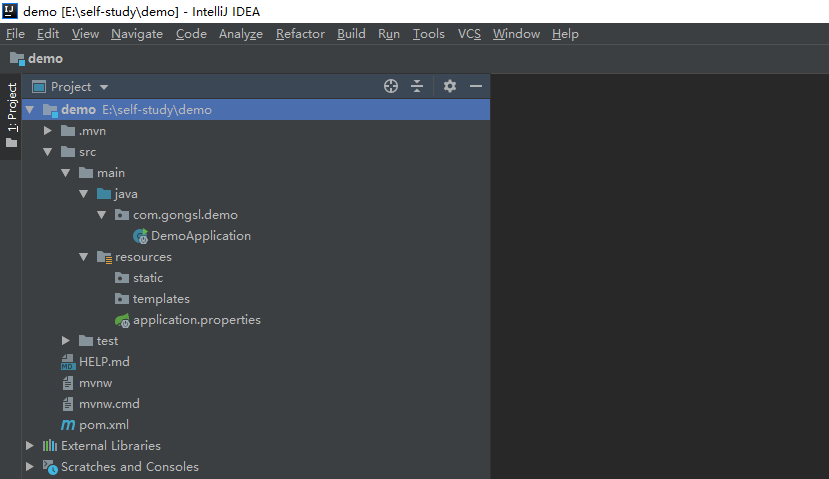 demo [E:\self-study\demo] - IntelliJ IDEA
File Edit View Navigate Code Analyze Refactor Build Run Tools VCS Window Help
demo
1: Project
Project
demo E:\self-study\demo
.mvn
src
main
java
com.gongsl.demo
DemoApplication
resources
static
templates
application.properties
test
HELP.md
mvnw
mvnw.cmd
pom.xml
External Libraries
Scratches and Consoles